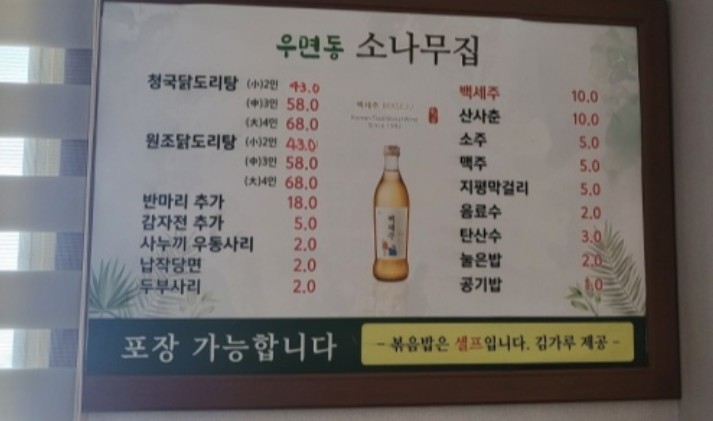 우면동 소나무집
청국닭도리탕 (小)2인 43.0
(中)3인 58.0
(大)4인 68.0
원조닭도리탕 (小)2인 43.0
(中)3인 58.0
(大)4인 68.0
반마리 추가 18.0
감자전 추가 5.0
사누끼 우동사리 2.0
납작당면 2.0
두부사리 2.0
백세주
백세주
백세주 10.0
산사춘 10.0
소주 5.0
맥주 5.0
지평막걸리 5.0
음료수 2.0
탄산수 3.0
눌은밥 2.0
공기밥 1.0
포장 가능합니다
- 볶음밥은 셀프입니다. 김가루 제공 -